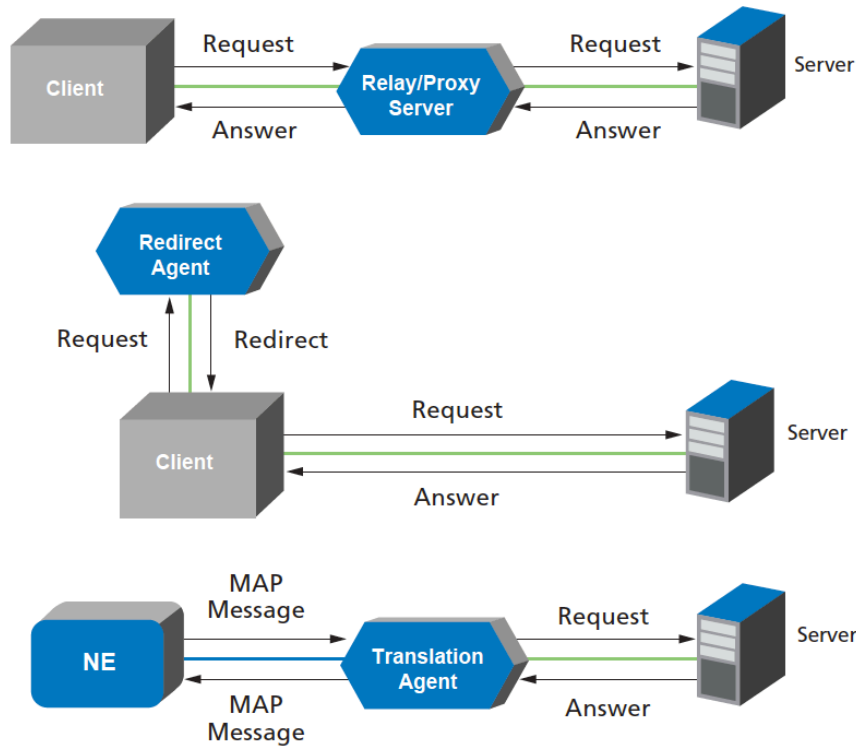 Request
Request
Client
Relay/Proxy
Server
Server
Answer
Answer
Redirect
Agent
Request
Redirect
Request
Client
Server
Answer
MAP
Message
Request
NE
Translation
Agent
Server
MAP
Message
Answer